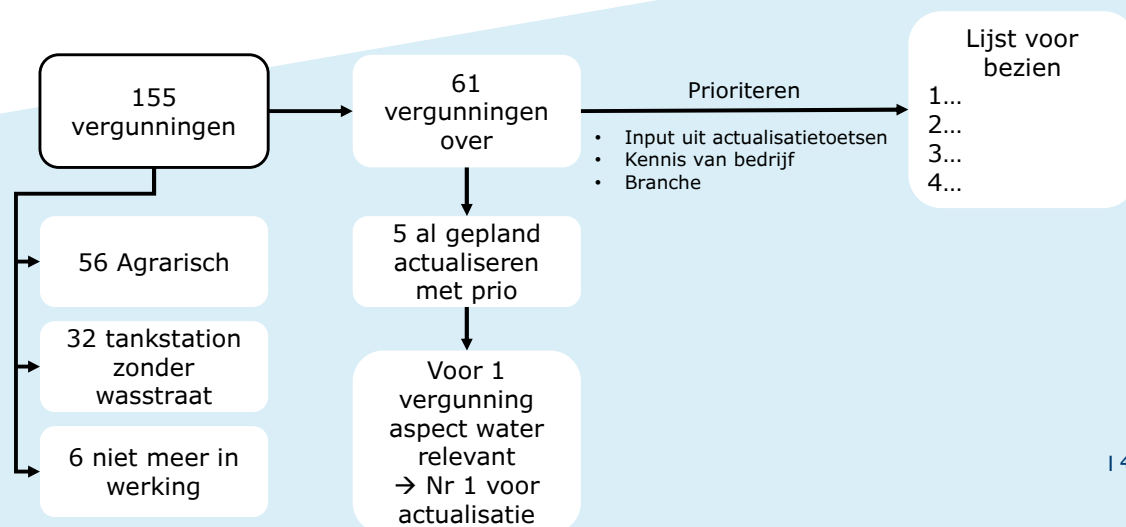 155
vergunningen
56 Agrarisch
32 tankstation
zonder
wasstraat
6 niet meer in
werking
61
vergunningen
over
5 al gepland
actualiseren
met prio
Voor 1
vergunning
aspect water
relevant
→ Nr 1 voor
actualisatie
Prioriteren
• Input uit actualisatietoetsen
• Kennis van bedrijf
• Branche
Lijst voor
bezien
1…
2…
3…
4…
| 4